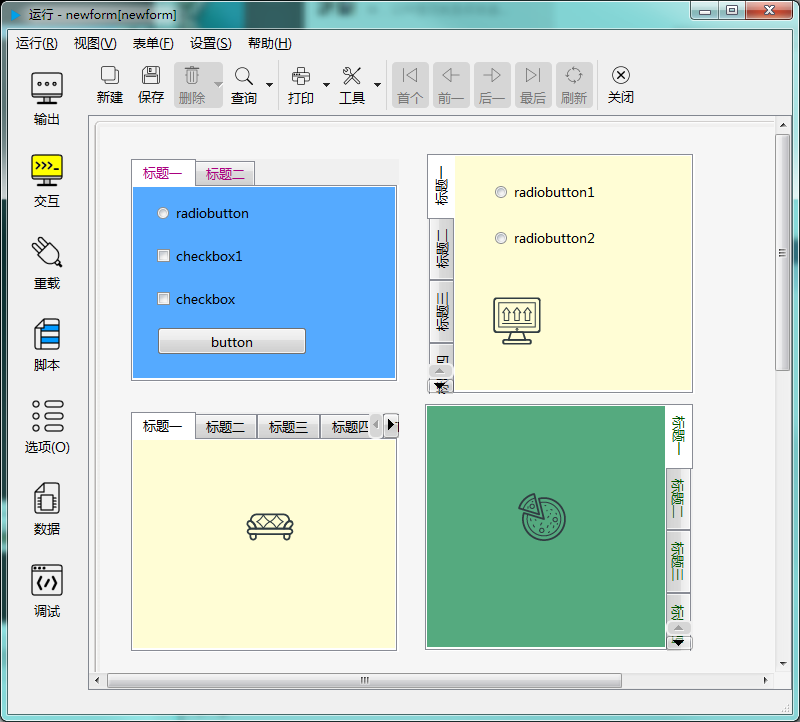 运行 - newform[newform]
运行(R) 视图(V) 表单(F) 设置(S) 帮助(H)
新建 保存 删除 查询 打印 工具 首个 前一 后一 最后 刷新 关闭
输出
交互
重载
脚本
选项(O)
数据
调试
标题一 标题二
radiobutton
checkbox1
checkbox
button
标题一
标题二
标题三
标题四
radiobutton1
radiobutton2
标题一 标题二 标题三 标题四
标题一
标题二
标题三
标